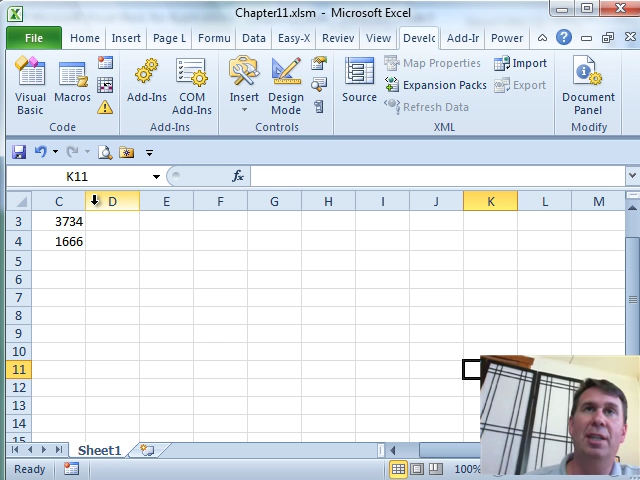 Chapter11.xlsm - Microsoft Excel
File Home Insert Page L Formu Data Easy-X Review View Develo Add-Ir Power
Visual Basic
Macros
Add-Ins
COM Add-Ins
Insert
Design Mode
Source
Map Properties
Expansion Packs
Refresh Data
Import
Export
Document Panel
Code Add-Ins Controls XML Modify
K11 fx
C D E F G H I J K L M
3 3734
4 1666
5
6
7
8
9
10
11
12
13
14
15
Sheet1
Ready 100%